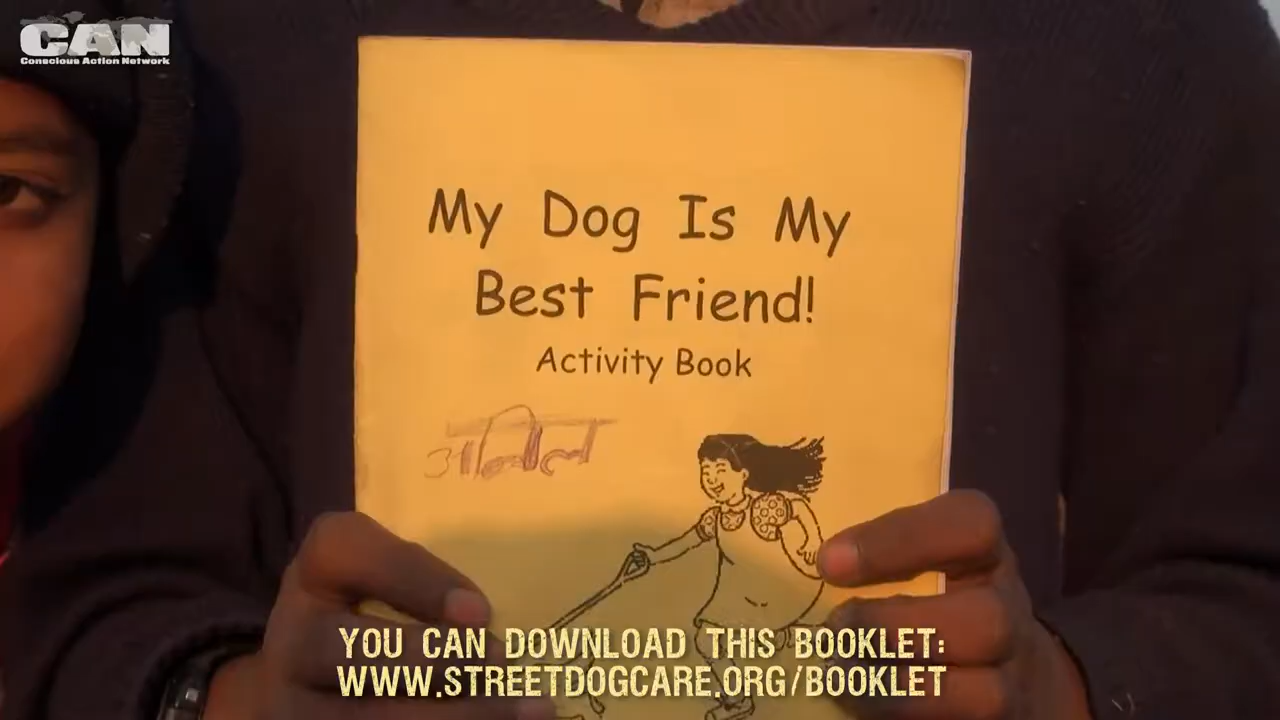 CAN
Conscious Action Network
My Dog Is My
Best Friend!
Activity Book
अनिल
YOU CAN DOWNLOAD THIS BOOKLET:
WWW.STREETDOGCARE.ORG/BOOKLET